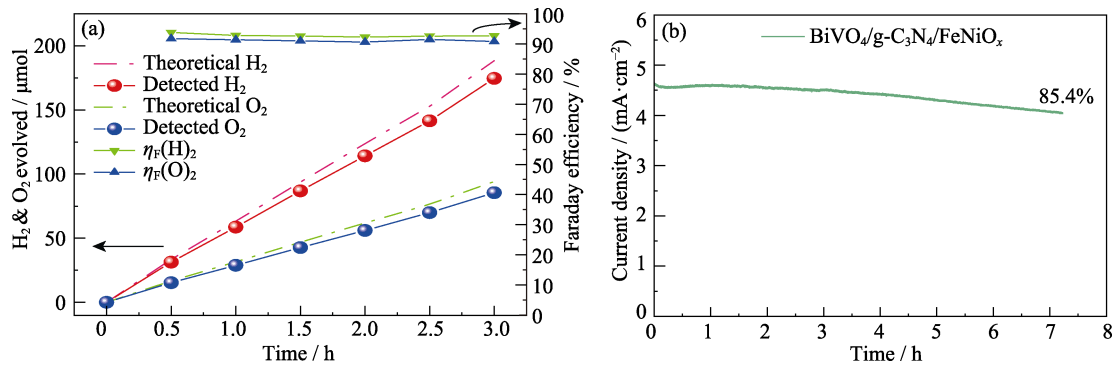 (a)
H₂ & O₂ evolved / μmol
200
150
100
50
0
Theoretical H₂
Detected H₂
Theoretical O₂
Detected O₂
ηF(H)₂
ηF(O)₂
0 0.5 1.0 1.5 2.0 2.5 3.0
Time / h
100
90
80
70
60
50
40
30
20
10
0
Faraday efficiency / %
(b)
BiVO₄/g-C₃N₄/FeNiOₓ
85.4%
Current density / (mA·cm⁻²)
6
5
4
3
2
1
0
0 1 2 3 4 5 6 7 8
Time / h